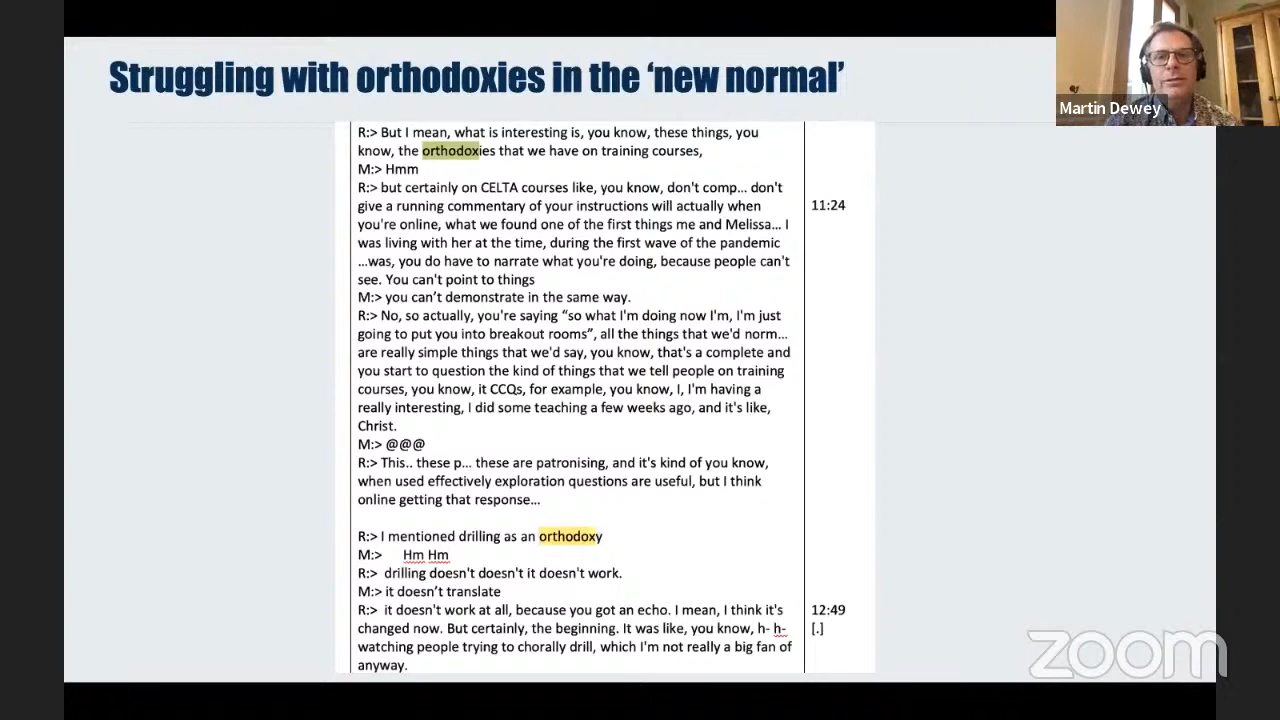 Struggling with orthodoxies in the ‘new normal’
Martin Dewey
R:> But I mean, what is interesting is, you know, these things, you
know, the orthodoxies that we have on training courses,
M:> Hmm
R:> but certainly on CELTA courses like, you know, don't comp... don't
give a running commentary of your instructions will actually when
11:24
you're online, what we found one of the first things me and Melissa... I
was living with her at the time, during the first wave of the pandemic
...was, you do have to narrate what you're doing, because people can't
see. You can't point to things
M:> you can’t demonstrate in the same way.
R:> No, so actually, you're saying “so what I'm doing now I'm, I'm just
going to put you into breakout rooms”, all the things that we'd norm...
are really simple things that we'd say, you know, that's a complete and
you start to question the kind of things that we tell people on training
courses, you know, it CCQs, for example, you know, I, I'm having a
really interesting, I did some teaching a few weeks ago, and it's like,
Christ.
M:> @@@
R:> This.. these p... these are patronising, and it's kind of you know,
when used effectively exploration questions are useful, but I think
online getting that response...
R:> I mentioned drilling as an orthodoxy
M:> Hm Hm
R:> drilling doesn't doesn't it doesn't work.
M:> it doesn’t translate
R:> it doesn't work at all, because you got an echo. I mean, I think it's
12:49
changed now. But certainly, the beginning. It was like, you know, h- h-
[.]
watching people trying to chorally drill, which I'm not really a big fan of
anyway.
zoom